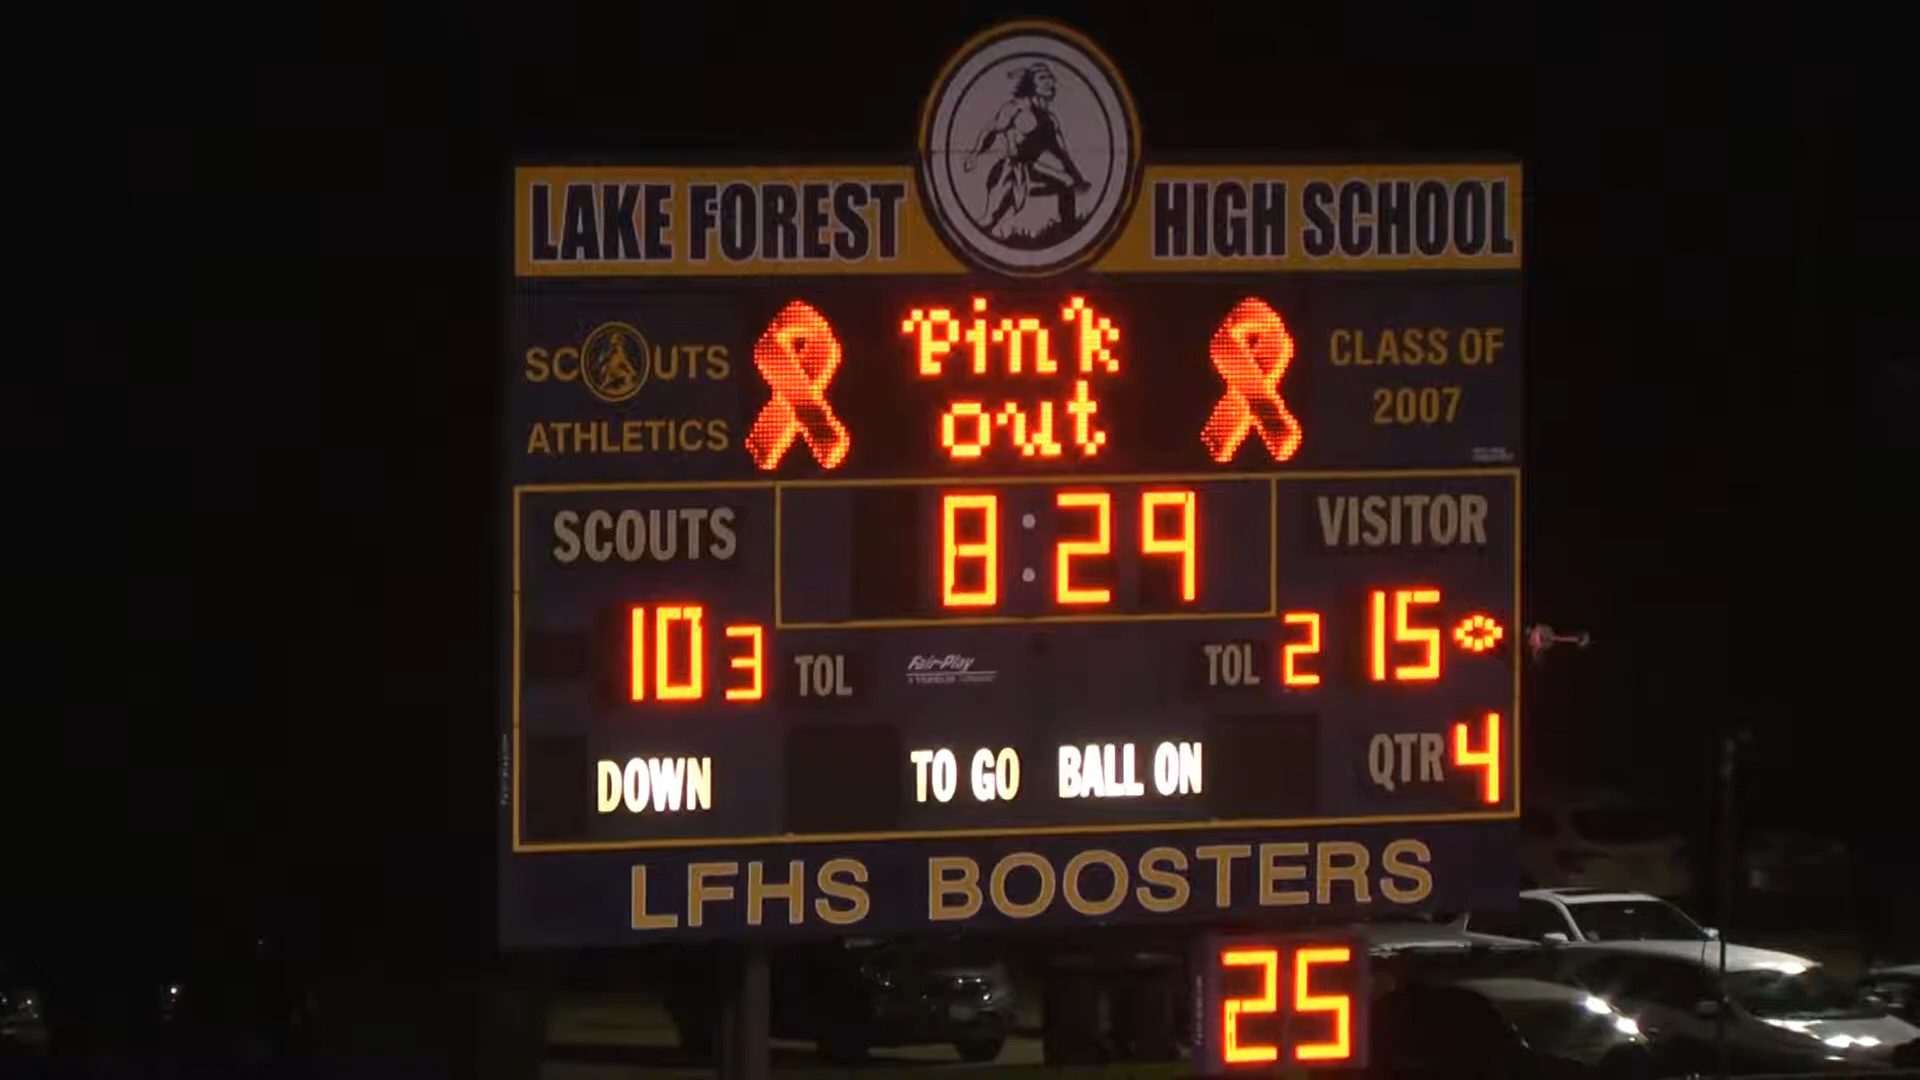 LAKE FOREST HIGH SCHOOL
SCOUTS
ATHLETICS
Pink
out
CLASS OF
2007
SCOUTS
8:29
VISITOR
10 3 TOL
Fair-Play
TOL 2 15
DOWN TO GO BALL ON QTR 4
LFHS BOOSTERS
25